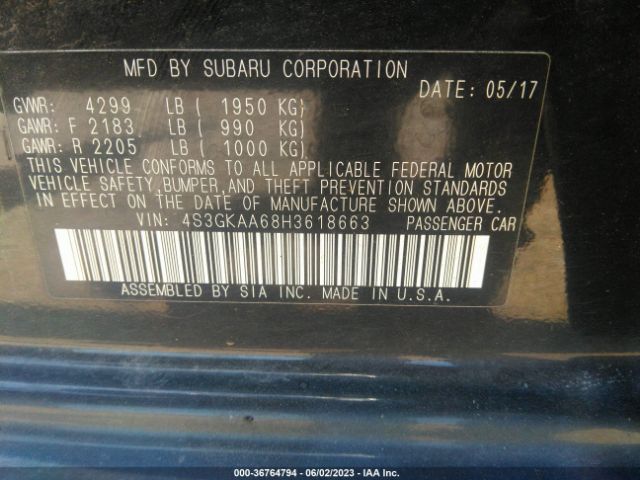 MFD BY SUBARU CORPORATION
DATE: 05/17
GVWR: 4299 LB ( 1950 KG)
GAWR: F 2183 LB ( 990 KG)
GAWR: R 2205 LB ( 1000 KG)
THIS VEHICLE CONFORMS TO ALL APPLICABLE FEDERAL MOTOR
VEHICLE SAFETY, BUMPER, AND THEFT PREVENTION STANDARDS
IN EFFECT ON THE DATE OF MANUFACTURE SHOWN ABOVE.
VIN: 4S3GKAA68H3618663 PASSENGER CAR
ASSEMBLED BY SIA INC. MADE IN U.S.A.
000-36764794 - 06/02/2023 - IAA Inc.